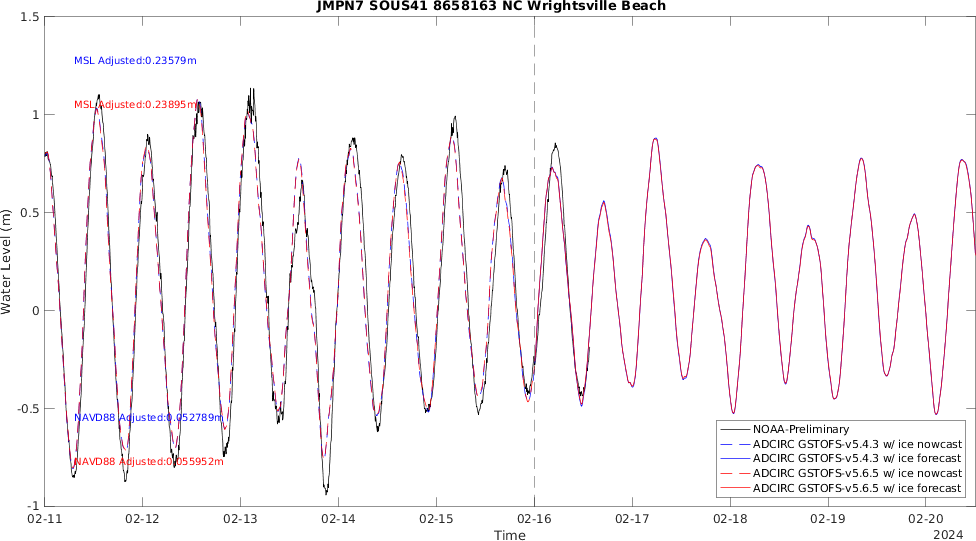 JMPN7 SOUS41 8658163 NC Wrightsville Beach
1.5
MSL Adjusted:0.23579m
MSL Adjusted:0.23895m
1
0.5
Water Level (m)
0
-0.5
NAVD88 Adjusted:0.052789m
NAVD88 Adjusted:0.055952m
-1
NOAA-Preliminary
ADCIRC GSTOFS-v5.4.3 w/ ice nowcast
ADCIRC GSTOFS-v5.4.3 w/ ice forecast
ADCIRC GSTOFS-v5.6.5 w/ ice nowcast
ADCIRC GSTOFS-v5.6.5 w/ ice forecast
02-11 02-12 02-13 02-14 02-15 02-16 02-17 02-18 02-19 02-20
Time
2024